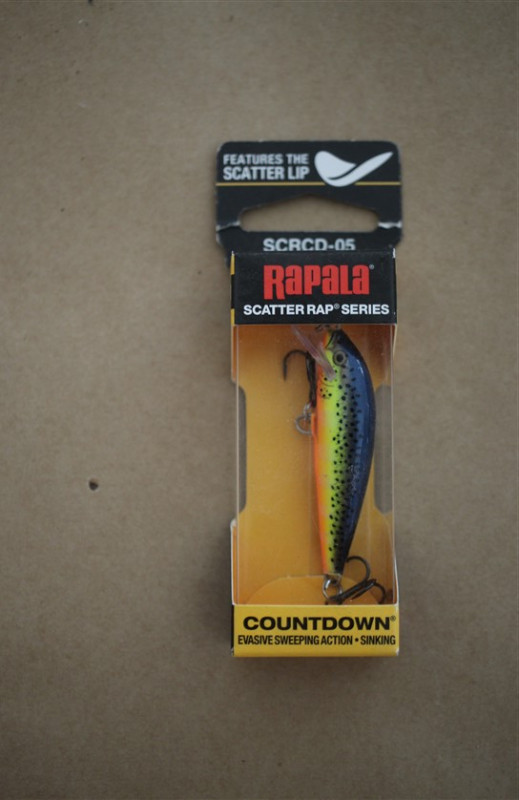 FEATURES THE
SCATTER LIP
SCRCD-05
RAPALA®
SCATTER RAP® SERIES
COUNTDOWN®
EVASIVE SWEEPING ACTION • SINKING